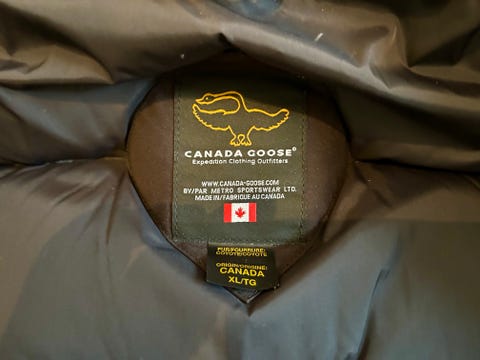 CANADA GOOSE®
Expedition Clothing Outfitters
WWW.CANADA-GOOSE.COM
BY/PAR METRO SPORTSWEAR LTD.
MADE IN/FABRIQUE AU CANADA
FUR/FOURRURE:
COYOTE/COYOTE
ORIGIN/ORIGINE:
CANADA
XL/TG